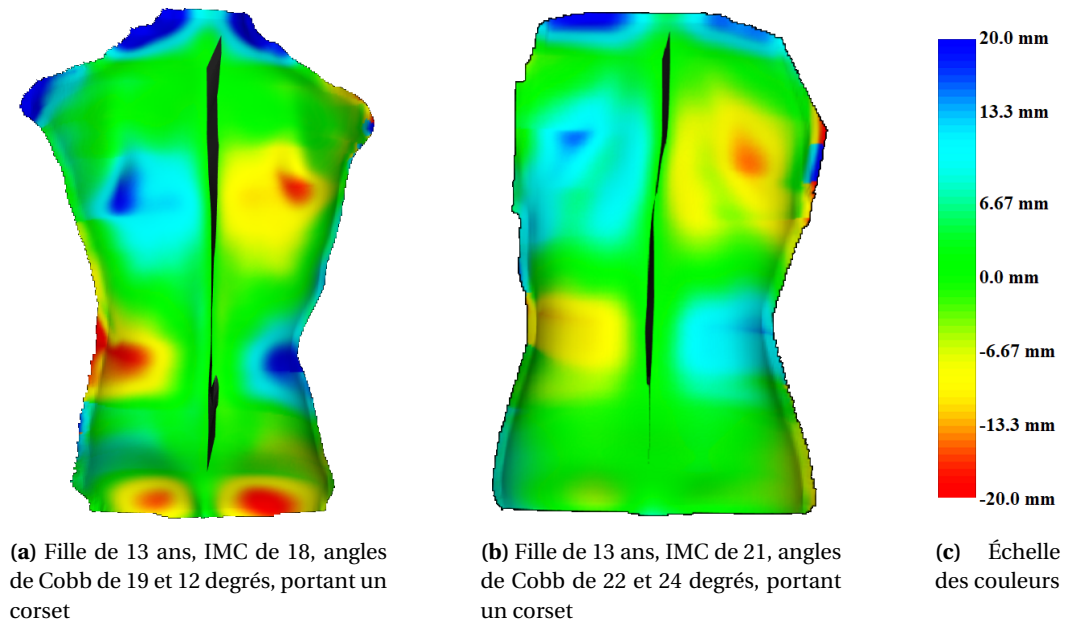 20.0 mm
13.3 mm
6.67 mm
0.0 mm
-6.67 mm
-13.3 mm
-20.0 mm
(a) Fille de 13 ans, IMC de 18, angles
de Cobb de 19 et 12 degrés, portant un
corset
(b) Fille de 13 ans, IMC de 21, angles
de Cobb de 22 et 24 degrés, portant
un corset
(c) Échelle
des couleurs